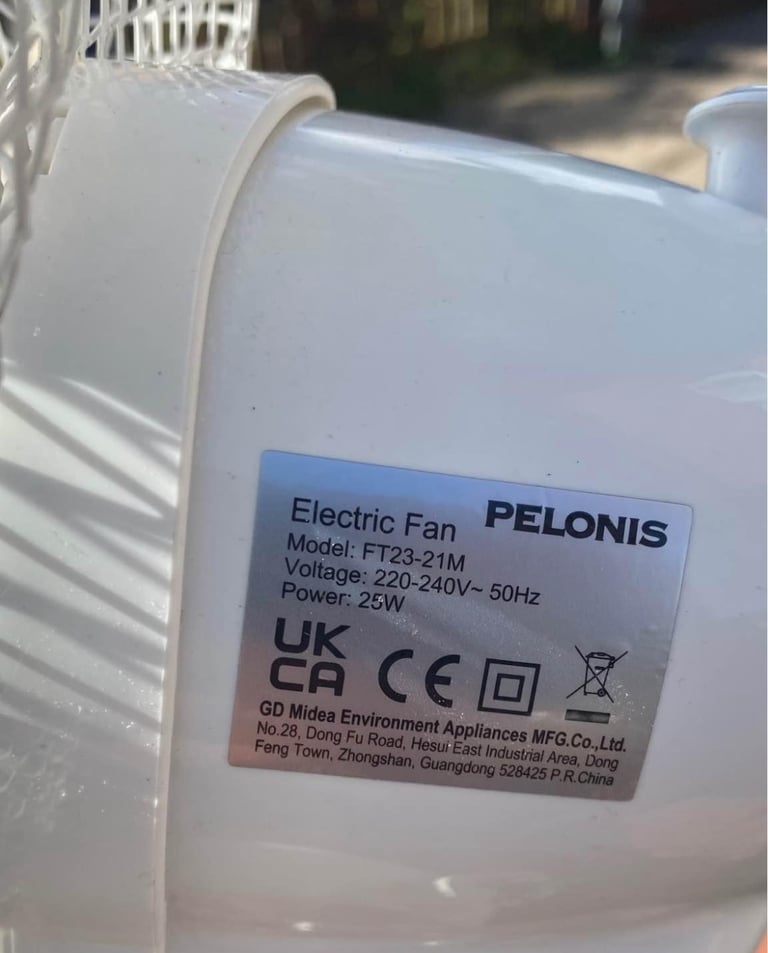 Electric Fan PELONIS
Model: FT23-21M
Voltage: 220-240V~ 50Hz
Power: 25W
UK
CA CE
GD Midea Environment Appliances MFG.Co.,Ltd.
No.28, Dong Fu Road, Hesui East Industrial Area, Dong
Feng Town, Zhongshan, Guangdong 528425 P.R.China